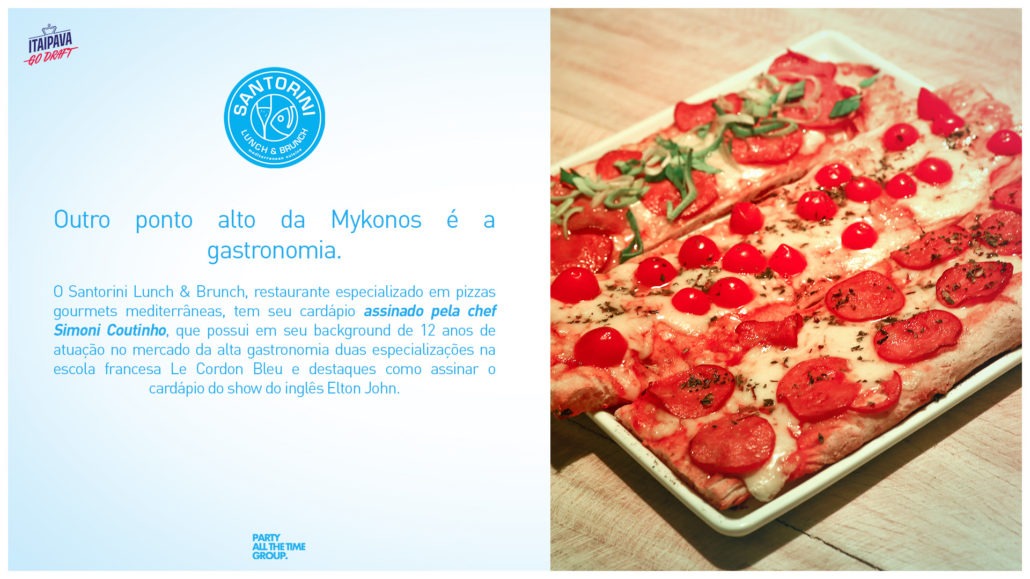 ITAIPAVA
GO DRAFT
SANTORINI
LUNCH & BRUNCH
mediterranean cuisine
Outro ponto alto da Mykonos é a
gastronomia.
O Santorini Lunch & Brunch, restaurante especializado em pizzas
gourmets mediterrâneas, tem seu cardápio assinado pela chef
Simoni Coutinho, que possui em seu background de 12 anos de
atuação no mercado da alta gastronomia duas especializações na
escola francesa Le Cordon Bleu e destaques como assinar o
cardápio do show do inglês Elton John.
PARTY
ALL THE TIME
GROUP.